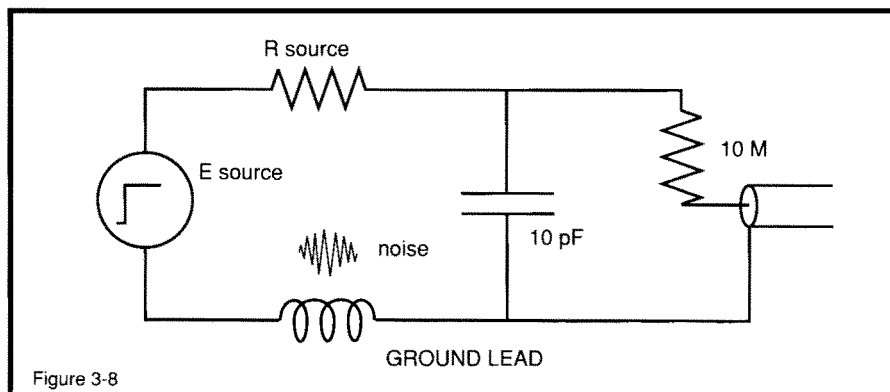 R source
10 M
E source
noise
10 pF
GROUND LEAD
Figure 3-8